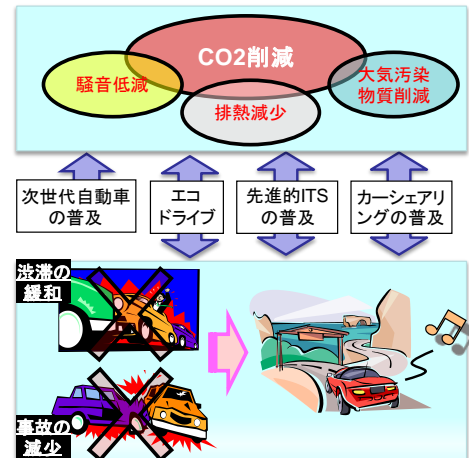 CO2削減
騒音低減
大気汚染
物質削減
排熱減少
次世代自動車
の普及
エコ
ドライブ
先進的ITS
の普及
カーシェアリ
ングの普及
渋滞の
緩和
事故の
減少